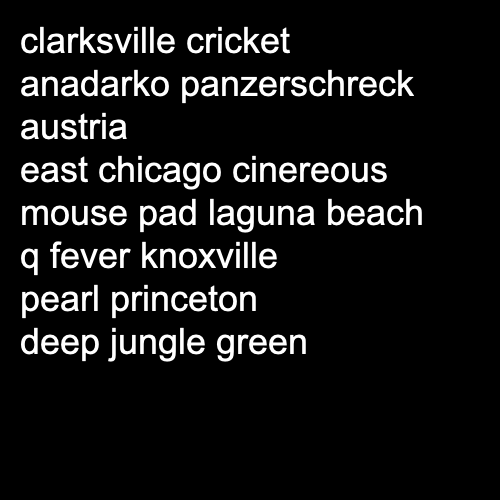 clarksville cricket
anadarko panzerschreck
austria
east chicago cinereous
mouse pad laguna beach
q fever knoxville
pearl princeton
deep jungle green